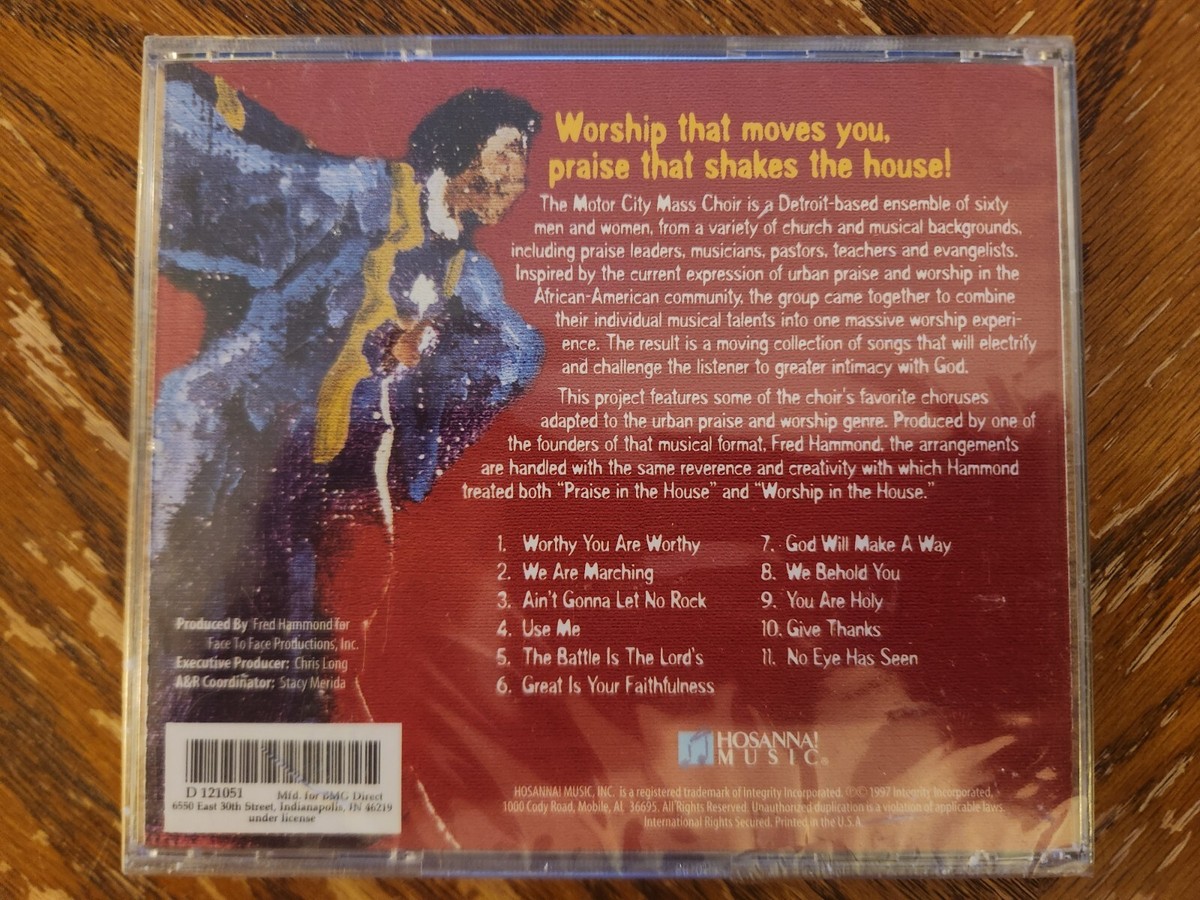 Worship that moves you,
praise that shakes the house!
The Motor City Mass Choir is a Detroit-based ensemble of sixty
men and women, from a variety of church and musical backgrounds,
including praise leaders, musicians, pastors, teachers and evangelists.
Inspired by the current expression of urban praise and worship in the
African-American community, the group came together to combine
their individual musical talents into one massive worship experi-
ence. The result is a moving collection of songs that will electrify
and challenge the listener to greater intimacy with God.
This project features some of the choir's favorite choruses
adapted to the urban praise and worship genre. Produced by one of
the founders of that musical format, Fred Hammond, the arrangements
are handled with the same reverence and creativity with which Hammond
treated both "Praise in the House" and "Worship in the House."
1. Worthy You Are Worthy
2. We Are Marching
3. Ain't Gonna Let No Rock
4. Use Me
5. The Battle Is The Lord's
6. Great Is Your Faithfulness
7. God Will Make A Way
8. We Behold You
9. You Are Holy
10. Give Thanks
11. No Eye Has Seen
Produced By Fred Hammond for
Face To Face Productions, Inc.
Executive Producer: Chris Long
A&R Coordinator: Stacy Merida
D 121051 Mfd. for BMG Direct
6550 East 30th Street, Indianapolis, IN 46219
under license
HOSANNA!
MUSIC®
HOSANNA! MUSIC, INC. is a registered trademark of Integrity Incorporated. ℗© 1997 Integrity Incorporated,
1000 Cody Road, Mobile, AL 36695. All Rights Reserved. Unauthorized duplication is a violation of applicable laws.
International Rights Secured. Printed in the U.S.A.